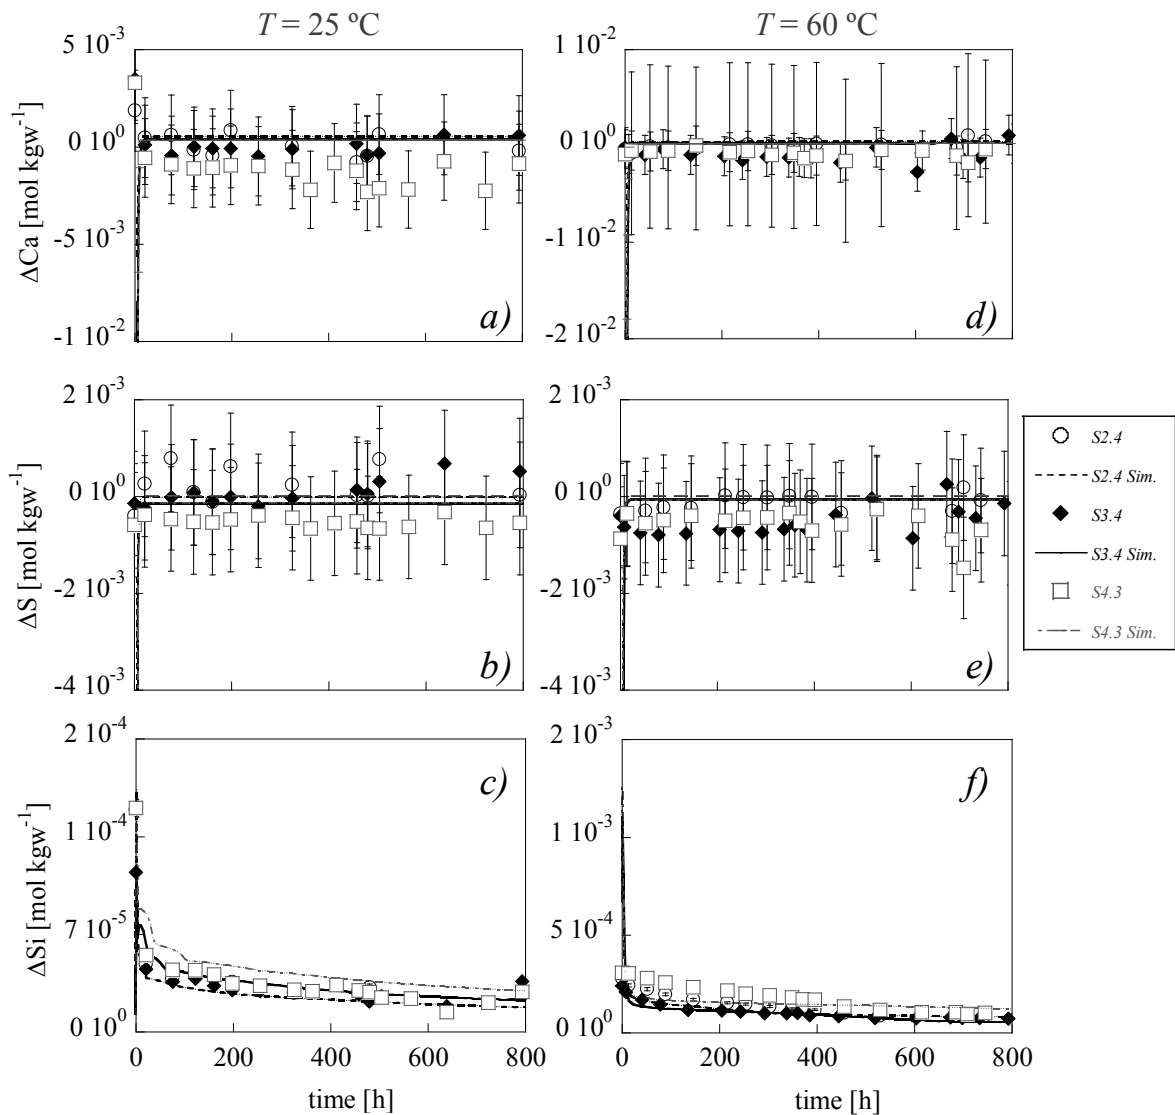 T = 25 ºC
T = 60 ºC
ΔCa [mol kgw⁻¹]
5 10⁻³
0 10⁰
-5 10⁻³
-1 10⁻²
a)
1 10⁻²
0 10⁰
-1 10⁻²
-2 10⁻²
d)
ΔS [mol kgw⁻¹]
2 10⁻³
0 10⁰
-2 10⁻³
-4 10⁻³
b)
2 10⁻³
0 10⁰
-2 10⁻³
-4 10⁻³
e)
S2.4
S2.4 Sim.
S3.4
S3.4 Sim.
S4.3
S4.3 Sim.
ΔSi [mol kgw⁻¹]
2 10⁻⁴
1 10⁻⁴
7 10⁻⁵
0 10⁰
c)
0 200 400 600 800
time [h]
2 10⁻³
1 10⁻³
5 10⁻⁴
0 10⁰
f)
0 200 400 600 800
time [h]